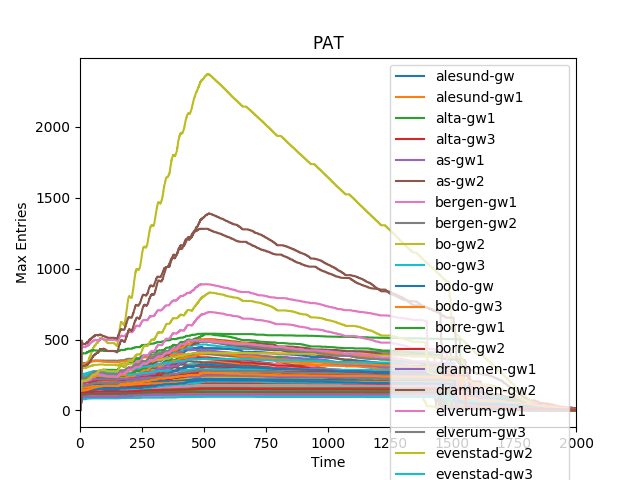 PAT
Max Entries
2000
1500
1000
500
0
alesund-gw
alesund-gw1
alta-gw1
alta-gw3
as-gw1
as-gw2
bergen-gw1
bergen-gw2
bo-gw2
bo-gw3
bodo-gw
bodo-gw3
borre-gw1
borre-gw2
drammen-gw1
drammen-gw2
elverum-gw1
elverum-gw3
evenstad-gw2
evenstad-gw3
0 250 500 750 1000 1250 1500 1750 2000
Time